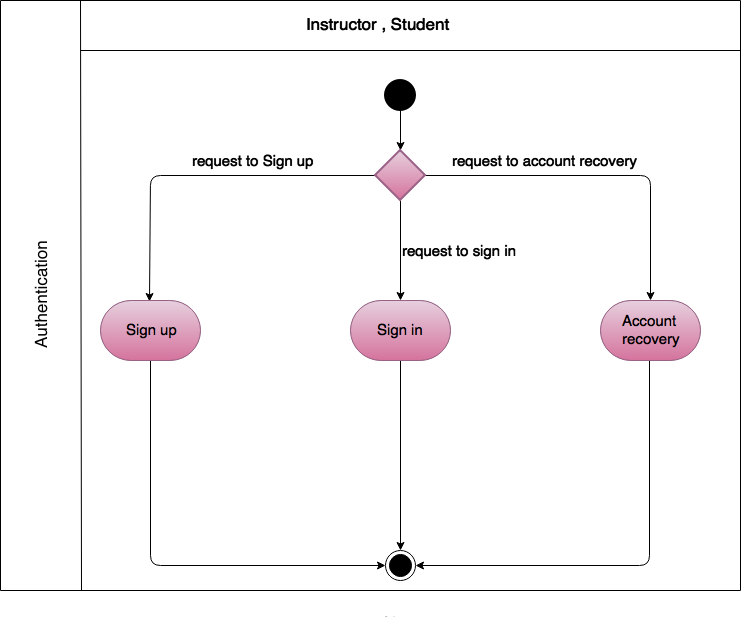 Instructor , Student
request to Sign up
request to account recovery
request to sign in
Authentication
Sign up
Sign in
Account
recovery